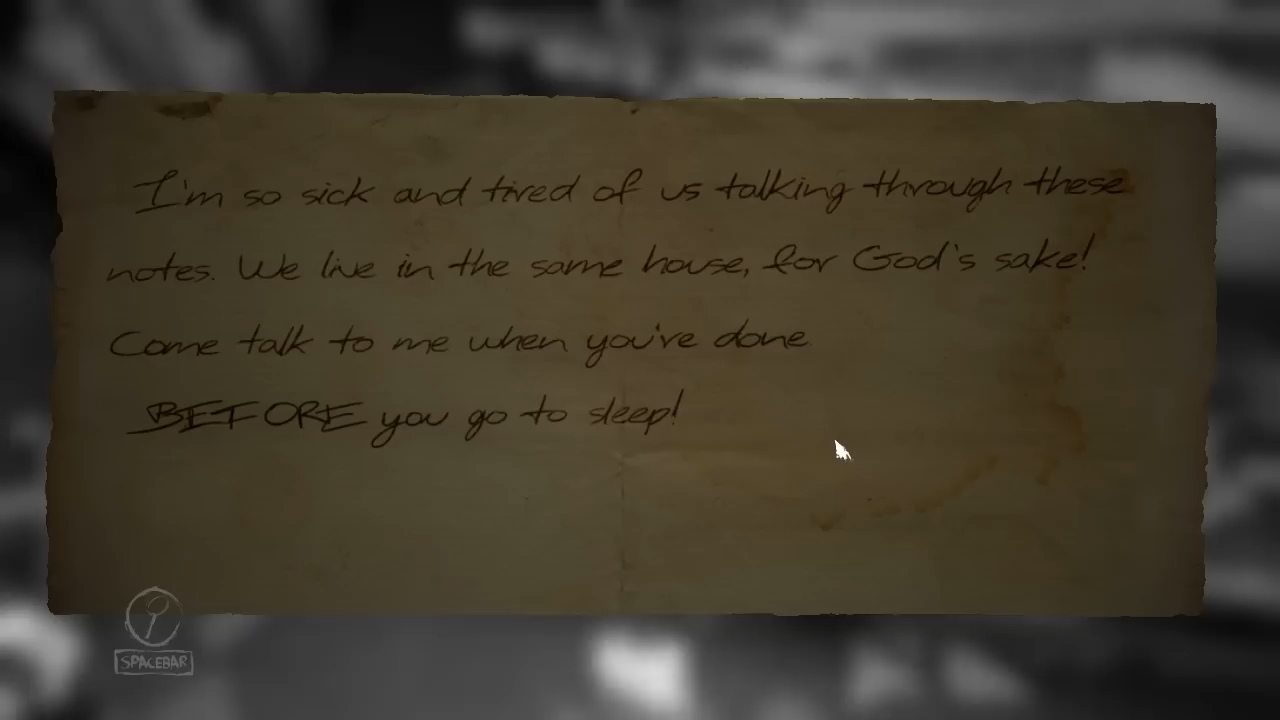 I'm so sick and tired of us talking through these
notes. We live in the same house, for God's sake!
Come talk to me when you're done.
BEFORE you go to sleep!
SPACEBAR